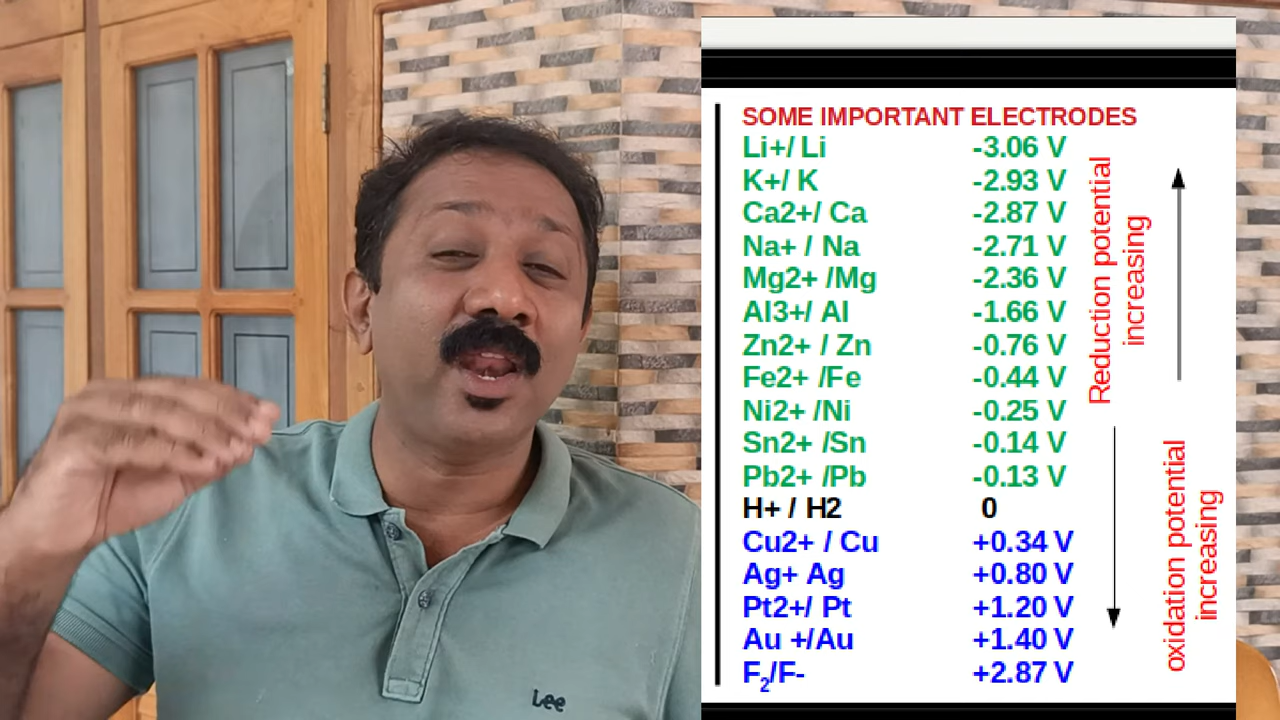 SOME IMPORTANT ELECTRODES
Li+/ Li -3.06 V
K+/ K -2.93 V
Ca2+/ Ca -2.87 V
Na+ / Na -2.71 V
Mg2+ /Mg -2.36 V
Al3+/ Al -1.66 V
Zn2+ / Zn -0.76 V
Fe2+ /Fe -0.44 V
Ni2+ /Ni -0.25 V
Sn2+ /Sn -0.14 V
Pb2+ /Pb -0.13 V
H+ / H2 0
Cu2+ / Cu +0.34 V
Ag+ Ag +0.80 V
Pt2+/ Pt +1.20 V
Au +/Au +1.40 V
F2/F- +2.87 V
Reduction potential
increasing
oxidation potential
increasing
Lee